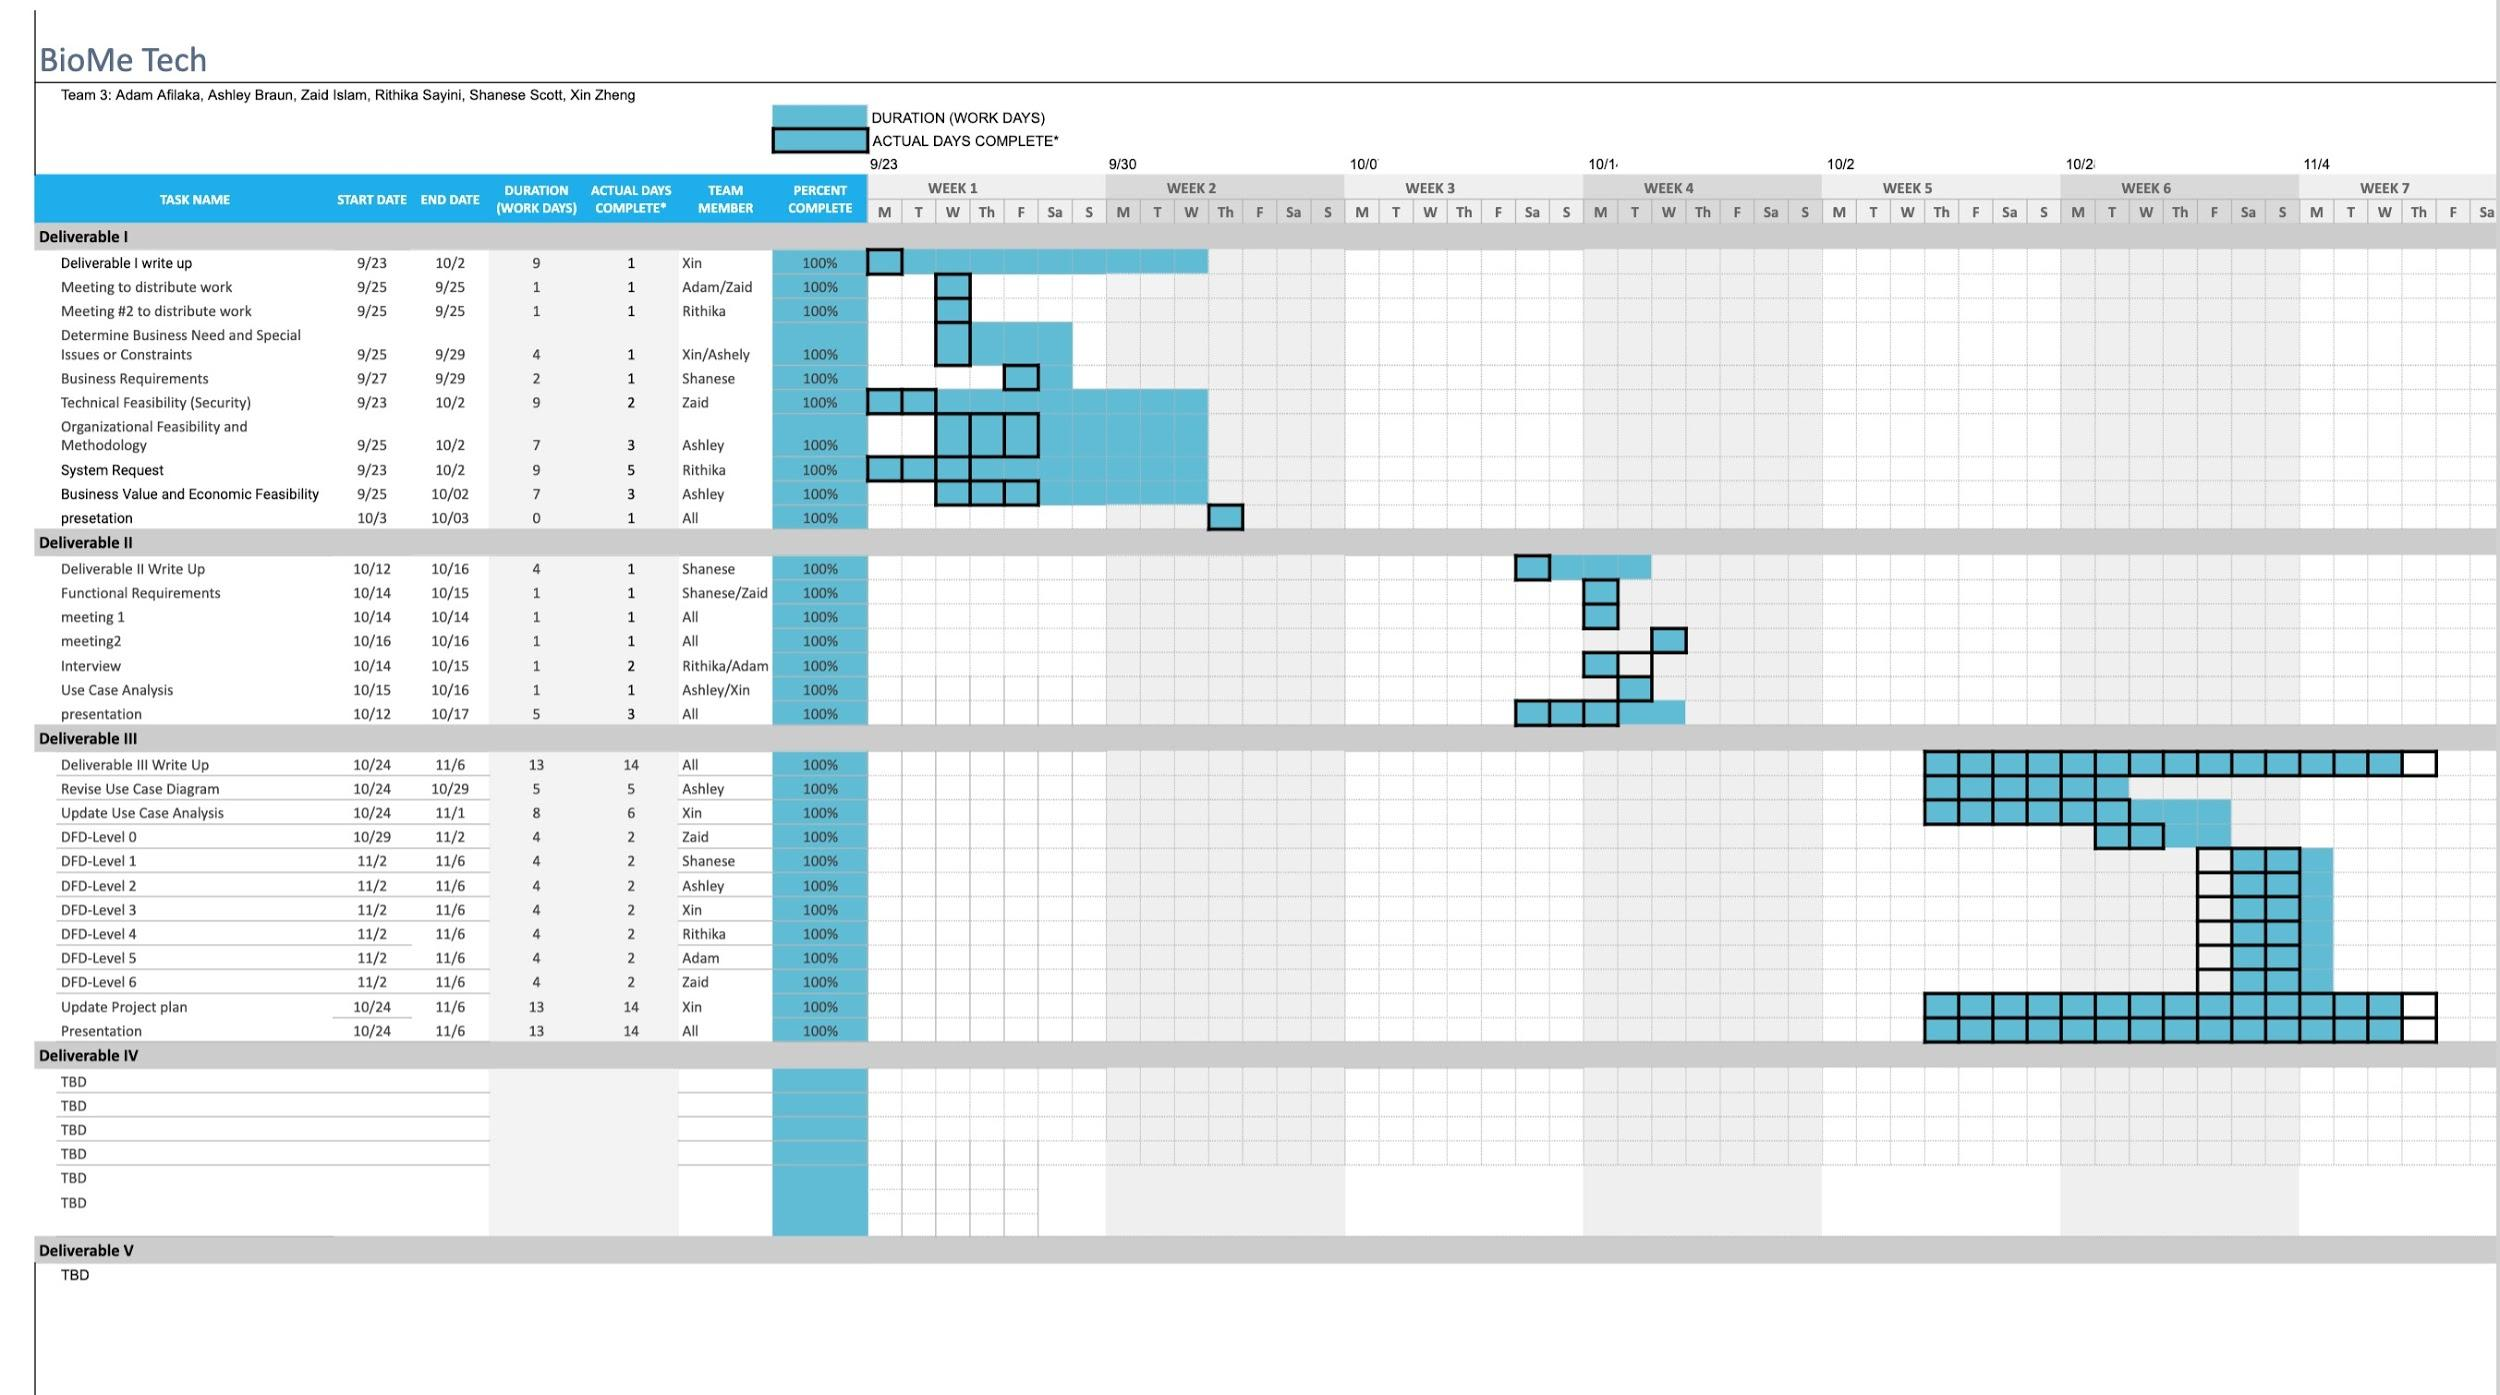 BioMe Tech
Team 3: Adam Afilaka, Ashley Braun, Zaid Islam, Rithika Sayini, Shanese Scott, Xin Zheng
DURATION (WORK DAYS)
ACTUAL DAYS COMPLETE*
9/23 9/30 10/0 10/1 10/2 10/2 11/4
TASK NAME START DATE END DATE DURATION (WORK DAYS) ACTUAL DAYS COMPLETE* TEAM MEMBER PERCENT COMPLETE WEEK 1 WEEK 2 WEEK 3 WEEK 4 WEEK 5 WEEK 6 WEEK 7
M T W Th F Sa S M T W Th F Sa S M T W Th F Sa S M T W Th F Sa S M T W Th F Sa S M T W Th F Sa S M T W Th F Sa
Deliverable I
Deliverable I write up 9/23 10/2 9 1 Xin 100%
Meeting to distribute work 9/25 9/25 1 1 Adam/Zaid 100%
Meeting #2 to distribute work 9/25 9/25 1 1 Rithika 100%
Determine Business Need and Special
Issues or Constraints 9/25 9/29 4 1 Xin/Ashely 100%
Business Requirements 9/27 9/29 2 1 Shanese 100%
Technical Feasibility (Security) 9/23 10/2 9 2 Zaid 100%
Organizational Feasibility and
Methodology 9/25 10/2 7 3 Ashley 100%
System Request 9/23 10/2 9 5 Rithika 100%
Business Value and Economic Feasibility 9/25 10/02 7 3 Ashley 100%
presetation 10/3 10/03 0 1 All 100%
Deliverable II
Deliverable II Write Up 10/12 10/16 4 1 Shanese 100%
Functional Requirements 10/14 10/15 1 1 Shanese/Zaid 100%
meeting 1 10/14 10/14 1 1 All 100%
meeting2 10/16 10/16 1 1 All 100%
Interview 10/14 10/15 1 2 Rithika/Adam 100%
Use Case Analysis 10/15 10/16 1 1 Ashley/Xin 100%
presentation 10/12 10/17 5 3 All 100%
Deliverable III
Deliverable III Write Up 10/24 11/6 13 14 All 100%
Revise Use Case Diagram 10/24 10/29 5 5 Ashley 100%
Update Use Case Analysis 10/24 11/1 8 6 Xin 100%
DFD-Level 0 10/29 11/2 4 2 Zaid 100%
DFD-Level 1 11/2 11/6 4 2 Shanese 100%
DFD-Level 2 11/2 11/6 4 2 Ashley 100%
DFD-Level 3 11/2 11/6 4 2 Xin 100%
DFD-Level 4 11/2 11/6 4 2 Rithika 100%
DFD-Level 5 11/2 11/6 4 2 Adam 100%
DFD-Level 6 11/2 11/6 4 2 Zaid 100%
Update Project plan 10/24 11/6 13 14 Xin 100%
Presentation 10/24 11/6 13 14 All 100%
Deliverable IV
TBD
TBD
TBD
TBD
TBD
TBD
Deliverable V
TBD